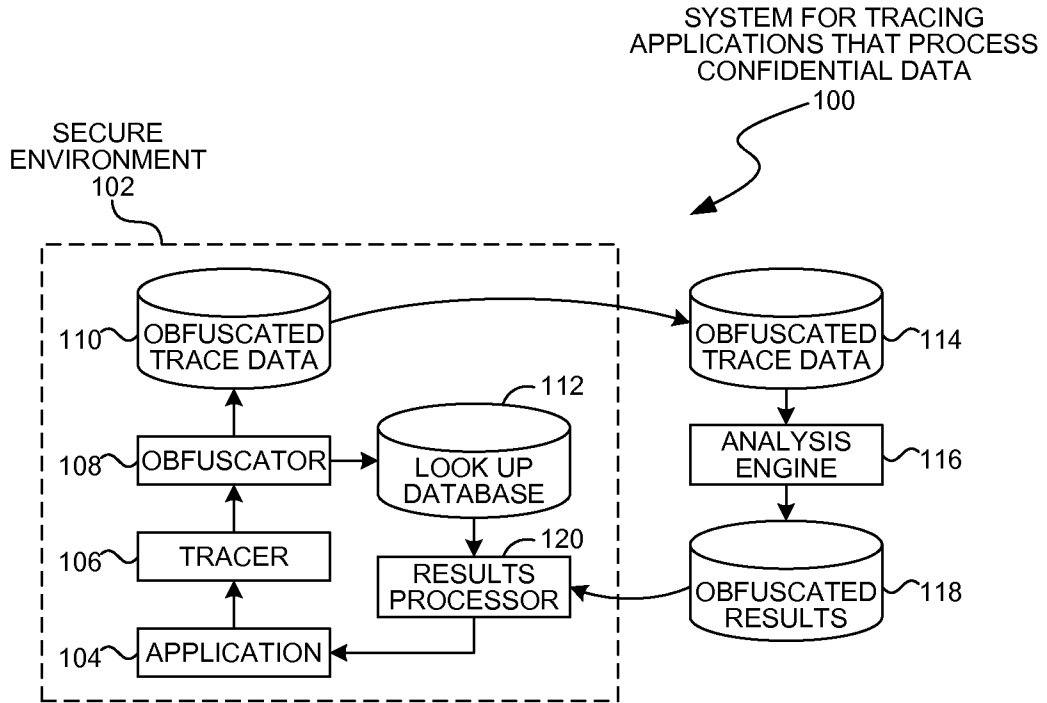 SYSTEM FOR TRACING
APPLICATIONS THAT PROCESS
CONFIDENTIAL DATA
100
SECURE
ENVIRONMENT
102
110
OBFUSCATED
TRACE DATA
OBFUSCATED
TRACE DATA
114
112
108
OBFUSCATOR
LOOK UP
DATABASE
ANALYSIS
ENGINE
116
106
TRACER
120
RESULTS
PROCESSOR
OBFUSCATED
RESULTS
118
104
APPLICATION